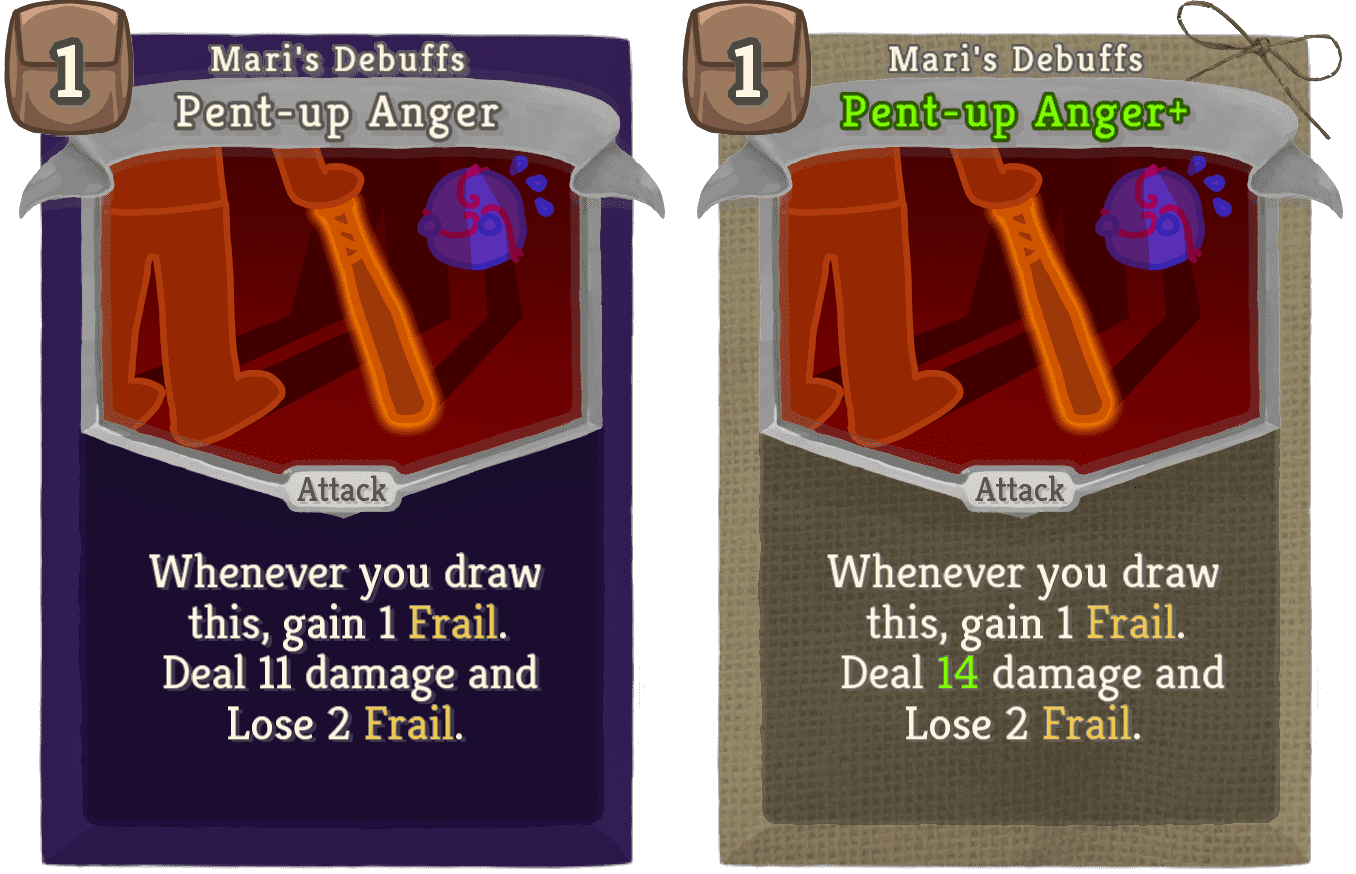 1
Mari's Debuffs
Pent-up Anger
Attack
Whenever you draw
this, gain 1 Frail.
Deal 11 damage and
Lose 2 Frail.
1
Mari's Debuffs
Pent-up Anger+
Attack
Whenever you draw
this, gain 1 Frail.
Deal 14 damage and
Lose 2 Frail.